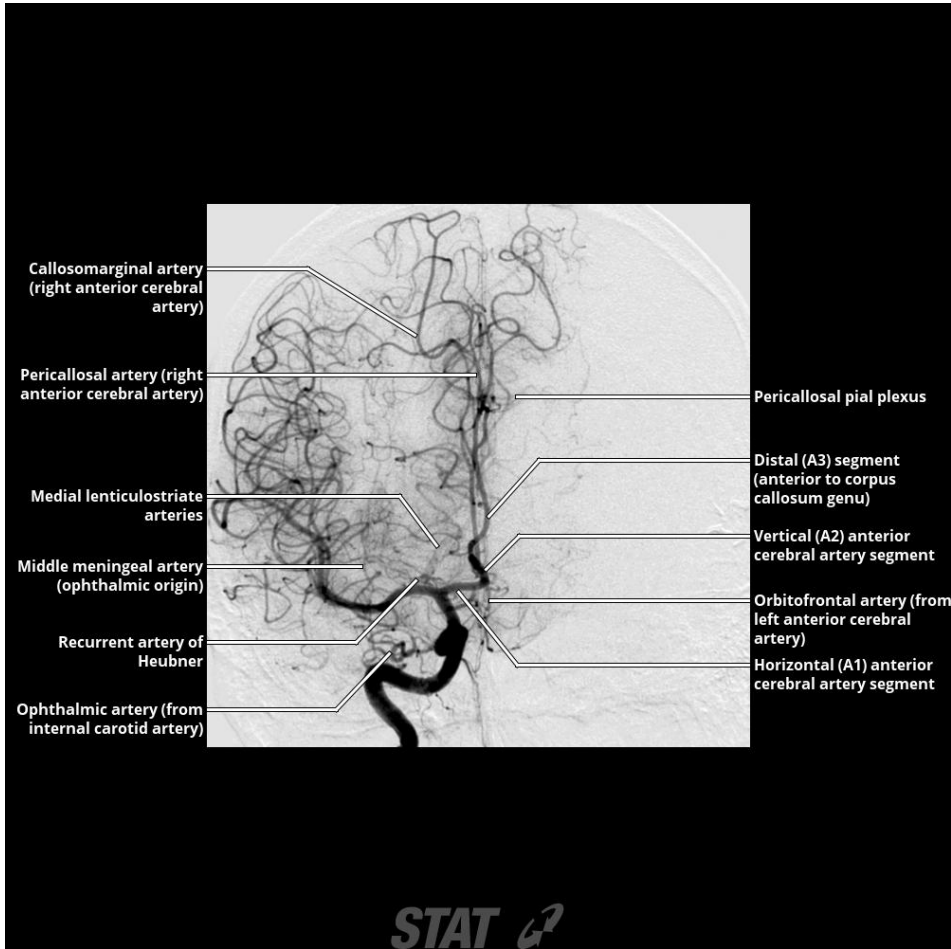 Callosomarginal artery
(right anterior cerebral
artery)
Pericallosal artery (right
anterior cerebral artery)
Medial lenticulostriate
arteries
Middle meningeal artery
(ophthalmic origin)
Recurrent artery of
Heubner
Ophthalmic artery (from
internal carotid artery)
Pericallosal pial plexus
Distal (A3) segment
(anterior to corpus
callosum genu)
Vertical (A2) anterior
cerebral artery segment
Orbitofrontal artery (from
left anterior cerebral
artery)
Horizontal (A1) anterior
cerebral artery segment
STAT